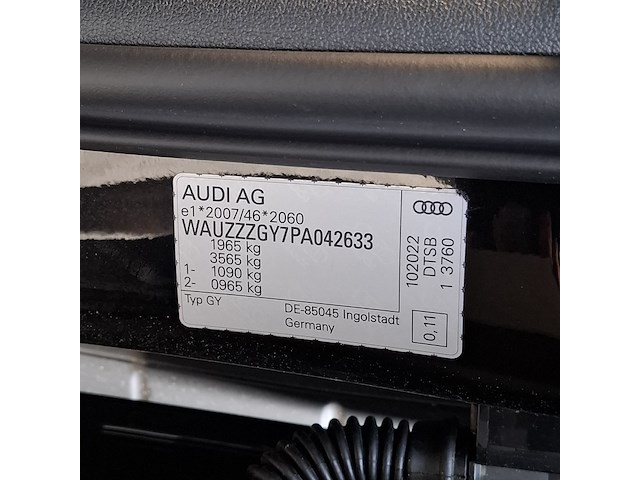 AUDI AG
e1*2007/46*2060
WAUZZZGY7PA042633
1965 kg
3565 kg
1- 1090 kg
2- 0965 kg
Typ GY
DE-85045 Ingolstadt
Germany
102022
DTSB
1 3760
0,11